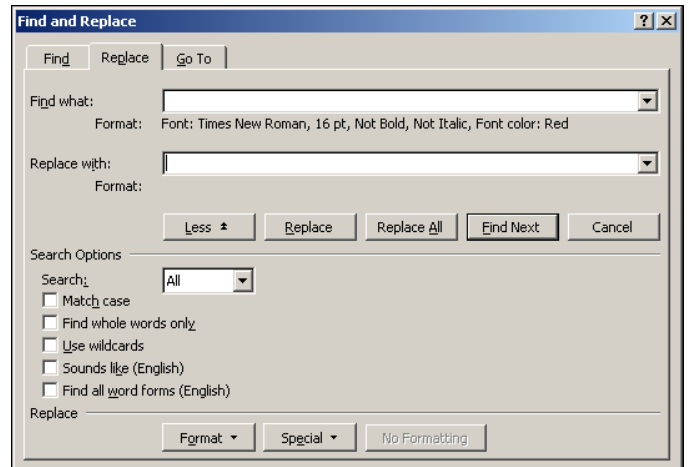 Find and Replace
Find Replace Go To
Find what:
Format: Font: Times New Roman, 16 pt, Not Bold, Not Italic, Font color: Red
Replace with:
Format:
Less Replace Replace All Find Next Cancel
Search Options
Search: All
Match case
Find whole words only
Use wildcards
Sounds like (English)
Find all word forms (English)
Replace
Format Special No Formatting